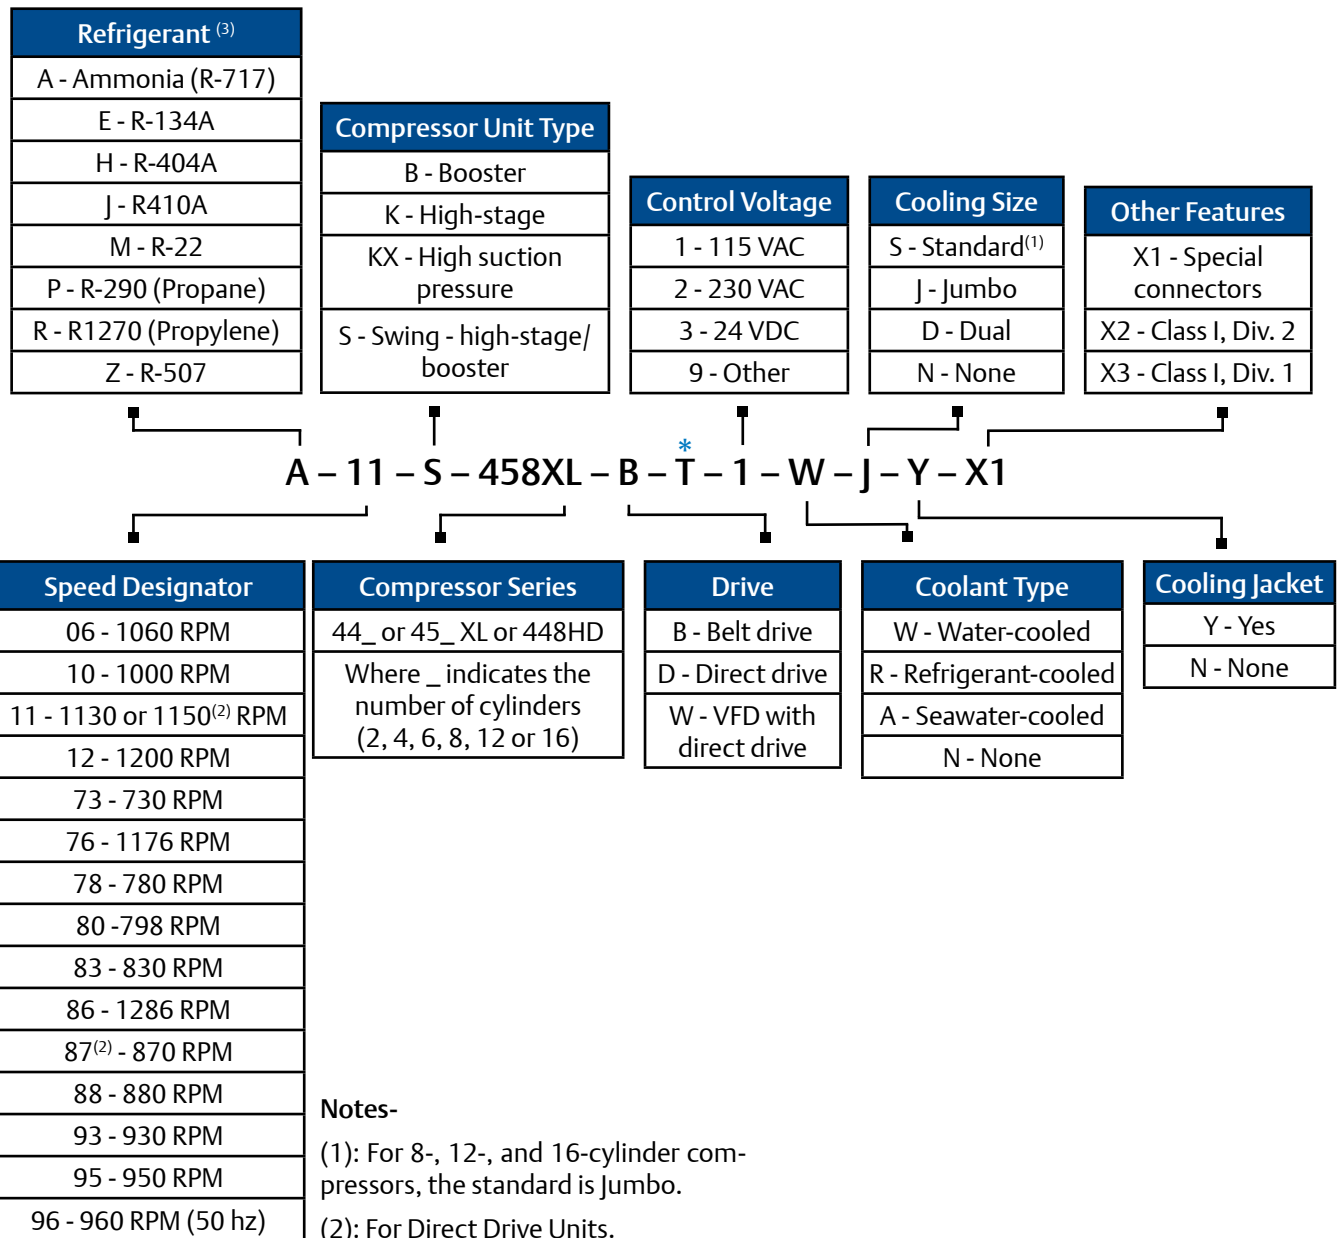 Refrigerant (3)
A - Ammonia (R-717)
E - R-134A
H - R-404A
J - R410A
M - R-22
P - R-290 (Propane)
R - R1270 (Propylene)
Z - R-507
Compressor Unit Type
B - Booster
K - High-stage
KX - High suction
pressure
S - Swing - high-stage/
booster
Control Voltage
1 - 115 VAC
2 - 230 VAC
3 - 24 VDC
9 - Other
Cooling Size
S - Standard(1)
J - Jumbo
D - Dual
N - None
Other Features
X1 - Special
connectors
X2 - Class I, Div. 2
X3 - Class I, Div. 1
*
A – 11 – S – 458XL – B – T – 1 – W – J – Y – X1
Speed Designator
06 - 1060 RPM
10 - 1000 RPM
11 - 1130 or 1150(2) RPM
12 - 1200 RPM
73 - 730 RPM
76 - 1176 RPM
78 - 780 RPM
80 -798 RPM
83 - 830 RPM
86 - 1286 RPM
87(2) - 870 RPM
88 - 880 RPM
93 - 930 RPM
95 - 950 RPM
96 - 960 RPM (50 hz)
Compressor Series
44_ or 45_ XL or 448HD
Where _ indicates the
number of cylinders
(2, 4, 6, 8, 12 or 16)
Drive
B - Belt drive
D - Direct drive
W - VFD with
direct drive
Coolant Type
W - Water-cooled
R - Refrigerant-cooled
A - Seawater-cooled
N - None
Cooling Jacket
Y - Yes
N - None
Notes-
(1): For 8-, 12-, and 16-cylinder com-
pressors, the standard is Jumbo.
(2): For Direct Drive Units.